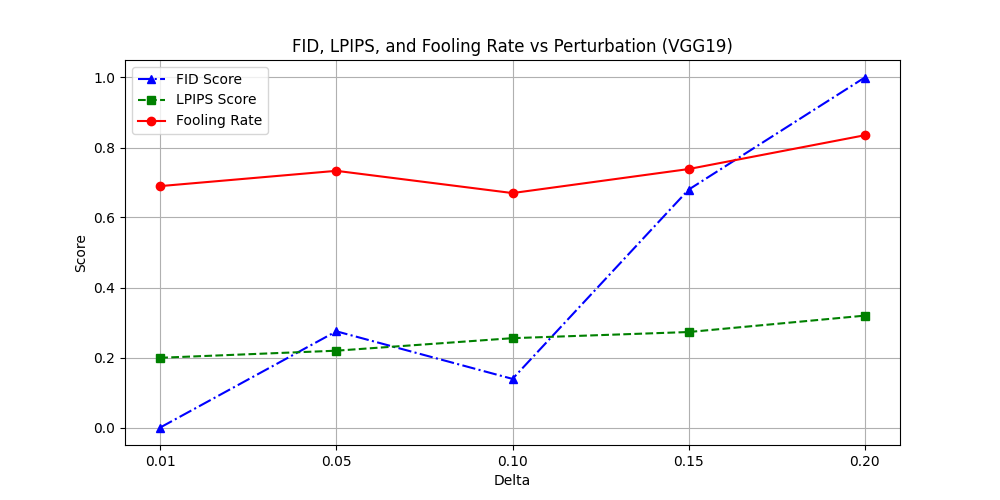 FID, LPIPS, and Fooling Rate vs Perturbation (VGG19)
FID Score
LPIPS Score
Fooling Rate
1.0
0.8
0.6
0.4
0.2
0.0
Score
0.01 0.05 0.10 0.15 0.20
Delta